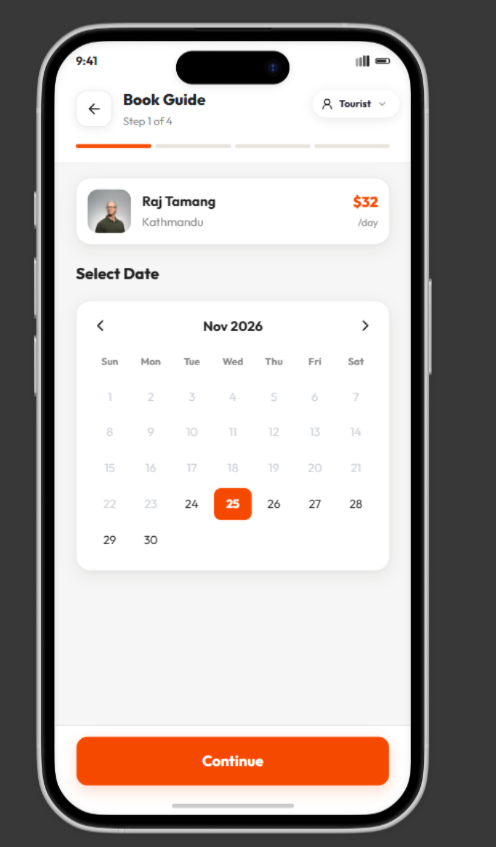 9:41
Book Guide
Step 1 of 4
Tourist
Raj Tamang
$32
Kathmandu
/day
Select Date
Nov 2026
Sun Mon Tue Wed Thu Fri Sat
1 2 3 4 5 6 7
8 9 10 11 12 13 14
15 16 17 18 19 20 21
22 23 24 25 26 27 28
29 30
Continue